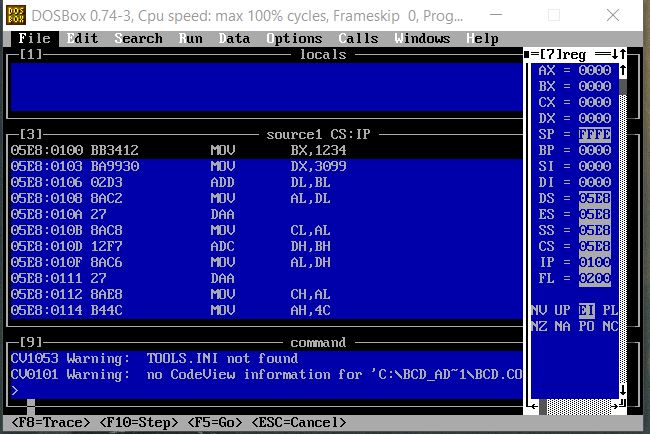 DOSBox 0.74-3, Cpu speed: max 100% cycles, Frameskip 0, Prog...
File Edit Search Run Data Options Calls Windows Help
[1] locals
[3] source1 CS:IP
05E8:0100 BB3412 MOV BX,1234
05E8:0103 BA9930 MOV DX,3099
05E8:0106 02D3 ADD DL,BL
05E8:0108 8AC2 MOV AL,DL
05E8:010A 27 DAA
05E8:010B 8AC8 MOV CL,AL
05E8:010D 12F7 ADC DH,BH
05E8:010F 8AC6 MOV AL,DH
05E8:0111 27 DAA
05E8:0112 8AE8 MOV CH,AL
05E8:0114 B44C MOV AH,4C
[9] command
CV1053 Warning: TOOLS.INI not found
CV0101 Warning: no CodeView information for 'C:\BCD_AD~1\BCD.CO
>
[7]reg
AX = 0000
BX = 0000
CX = 0000
DX = 0000
SP = FFFE
BP = 0000
SI = 0000
DI = 0000
DS = 05E8
ES = 05E8
SS = 05E8
CS = 05E8
IP = 0100
FL = 0200
NV UP EI PL
NZ NA PO NC
<F8=Trace> <F10=Step> <F5=Go> <ESC=Cancel>